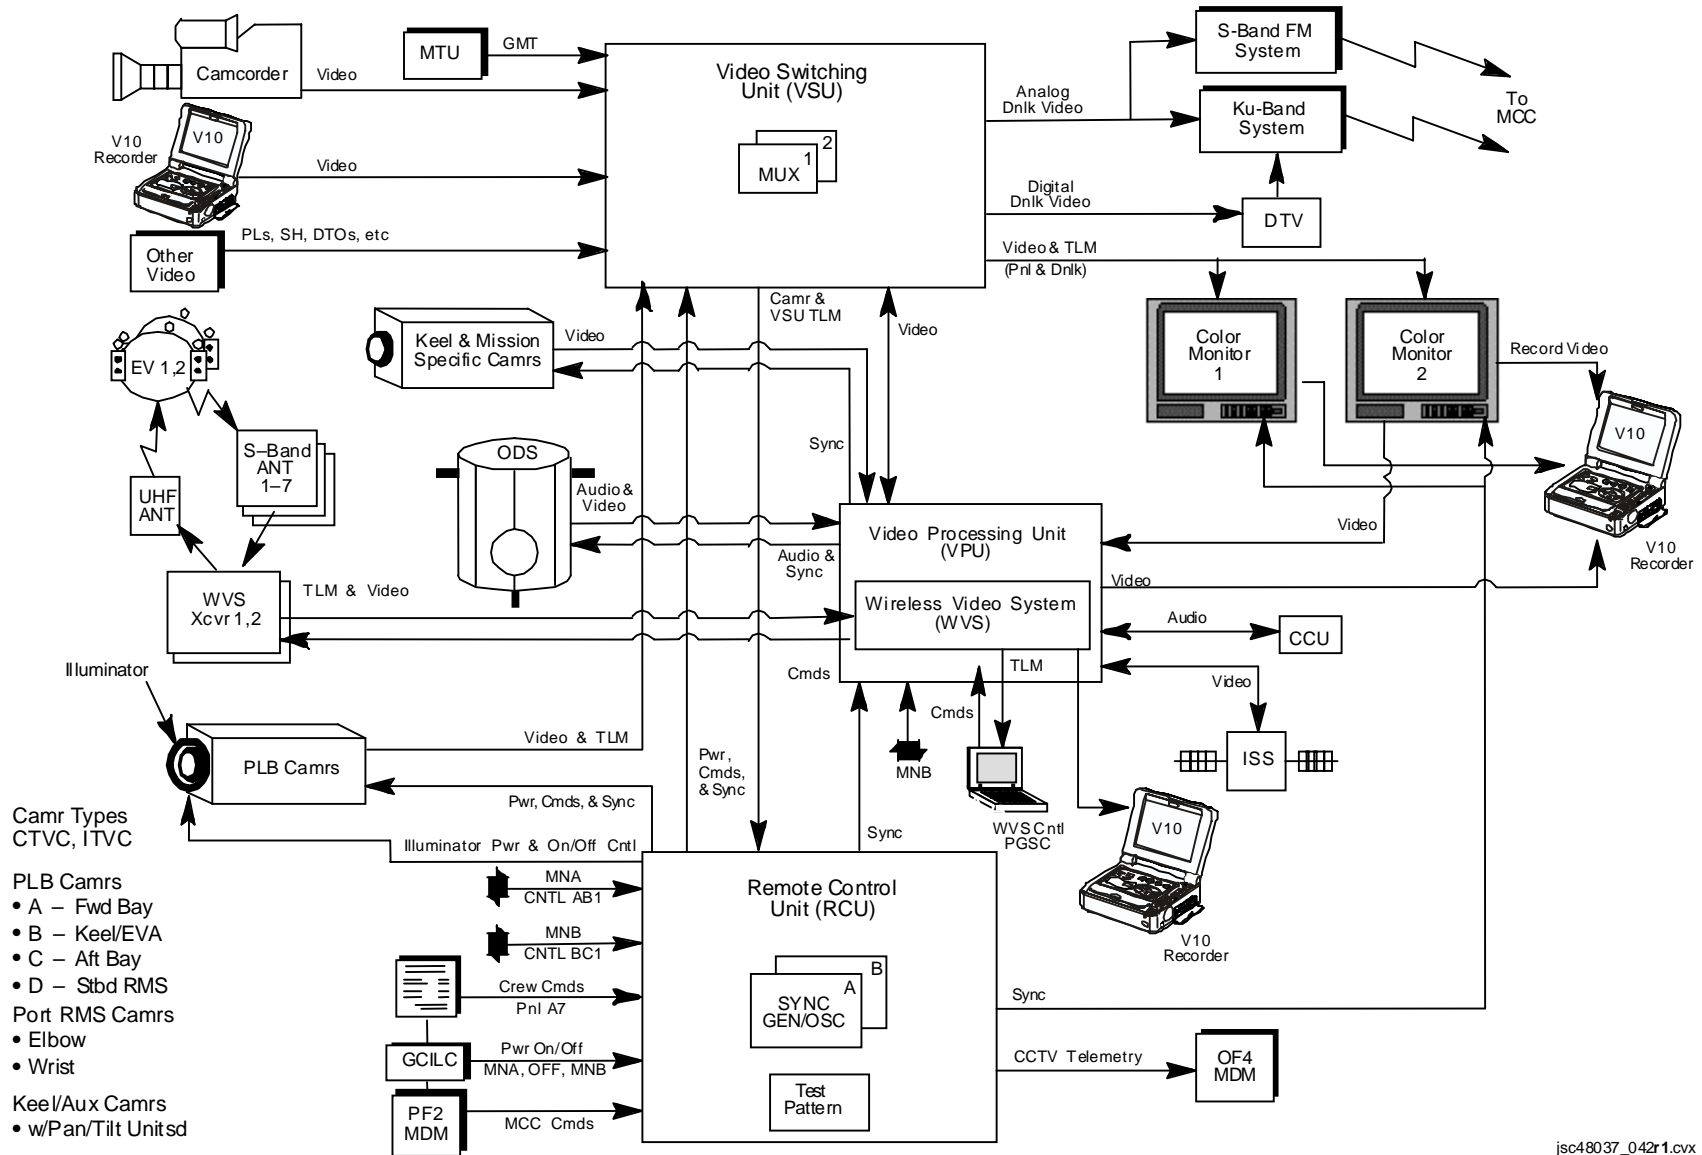 Camcorder
Video
MTU
GMT
Video Switching
Unit (VSU)
1
2
MUX
Analog
Dnlk Video
S-Band FM
System
Ku-Band
System
To
MCC
V10
Recorder
V10
Video
Digital
Dnlk Video
DTV
Other
Video
PLs, SH, DTOs, etc
Video & TLM
(Pnl & Dnlk)
Camr &
VSU TLM
Video
Keel & Mission
Specific Camrs
Video
Color
Monitor
1
Color
Monitor
2
Record Video
V10
V10
Recorder
EV 1,2
S–Band
ANT
1–7
UHF
ANT
ODS
Sync
Audio &
Video
Audio &
Sync
Video Processing Unit
(VPU)
Wireless Video System
(WVS)
Video
Video
WVS
Xcvr 1,2
TLM & Video
Audio
CCU
Cmds
TLM
Video
Cmds
Illuminator
PLB Camrs
Video & TLM
Pwr, Cmds, & Sync
Pwr,
Cmds,
& Sync
MNB
WVS Cntl
PGSC
ISS
V10
V10
Recorder
Sync
Illuminator Pwr & On/Off Cntl
Camr Types
CTVC, ITVC
PLB Camrs
• A – Fwd Bay
• B – Keel/EVA
• C – Aft Bay
• D – Stbd RMS
Port RMS Camrs
• Elbow
• Wrist
Keel/Aux Camrs
• w/Pan/Tilt Unitsd
MNA
CNTL AB1
MNB
CNTL BC1
Crew Cmds
Pnl A7
GCILC
Pwr On/Off
MNA, OFF, MNB
PF2
MDM
MCC Cmds
Remote Control
Unit (RCU)
B
A
SYNC
GEN/OSC
Test
Pattern
Sync
CCTV Telemetry
OF4
MDM
jsc48037_042r1.cvx